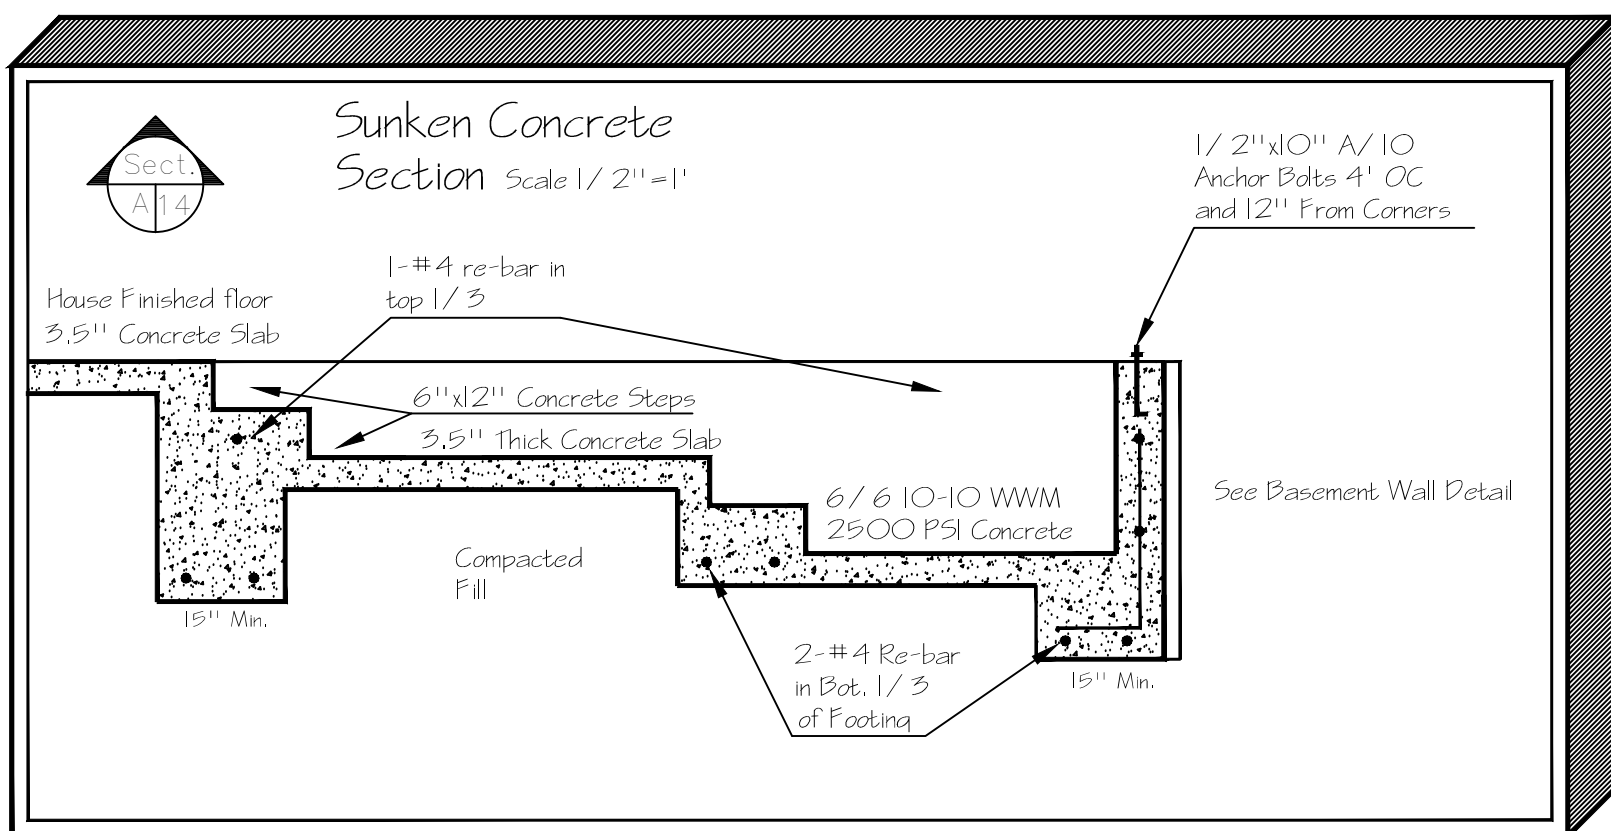 Sunken Concrete
Section Scale 1/2"=1'
Sect.
A 14
1/2"x10" A/10
Anchor Bolts 4' OC
and 12" From Corners
1-#4 re-bar in
top 1/3
House Finished floor
3.5" Concrete Slab
6"x12" Concrete Steps
3.5" Thick Concrete Slab
6/6 10-10 WWM
2500 PSI Concrete
See Basement Wall Detail
Compacted
Fill
15" Min.
2-#4 Re-bar
in Bot. 1/3
of Footing
15" Min.